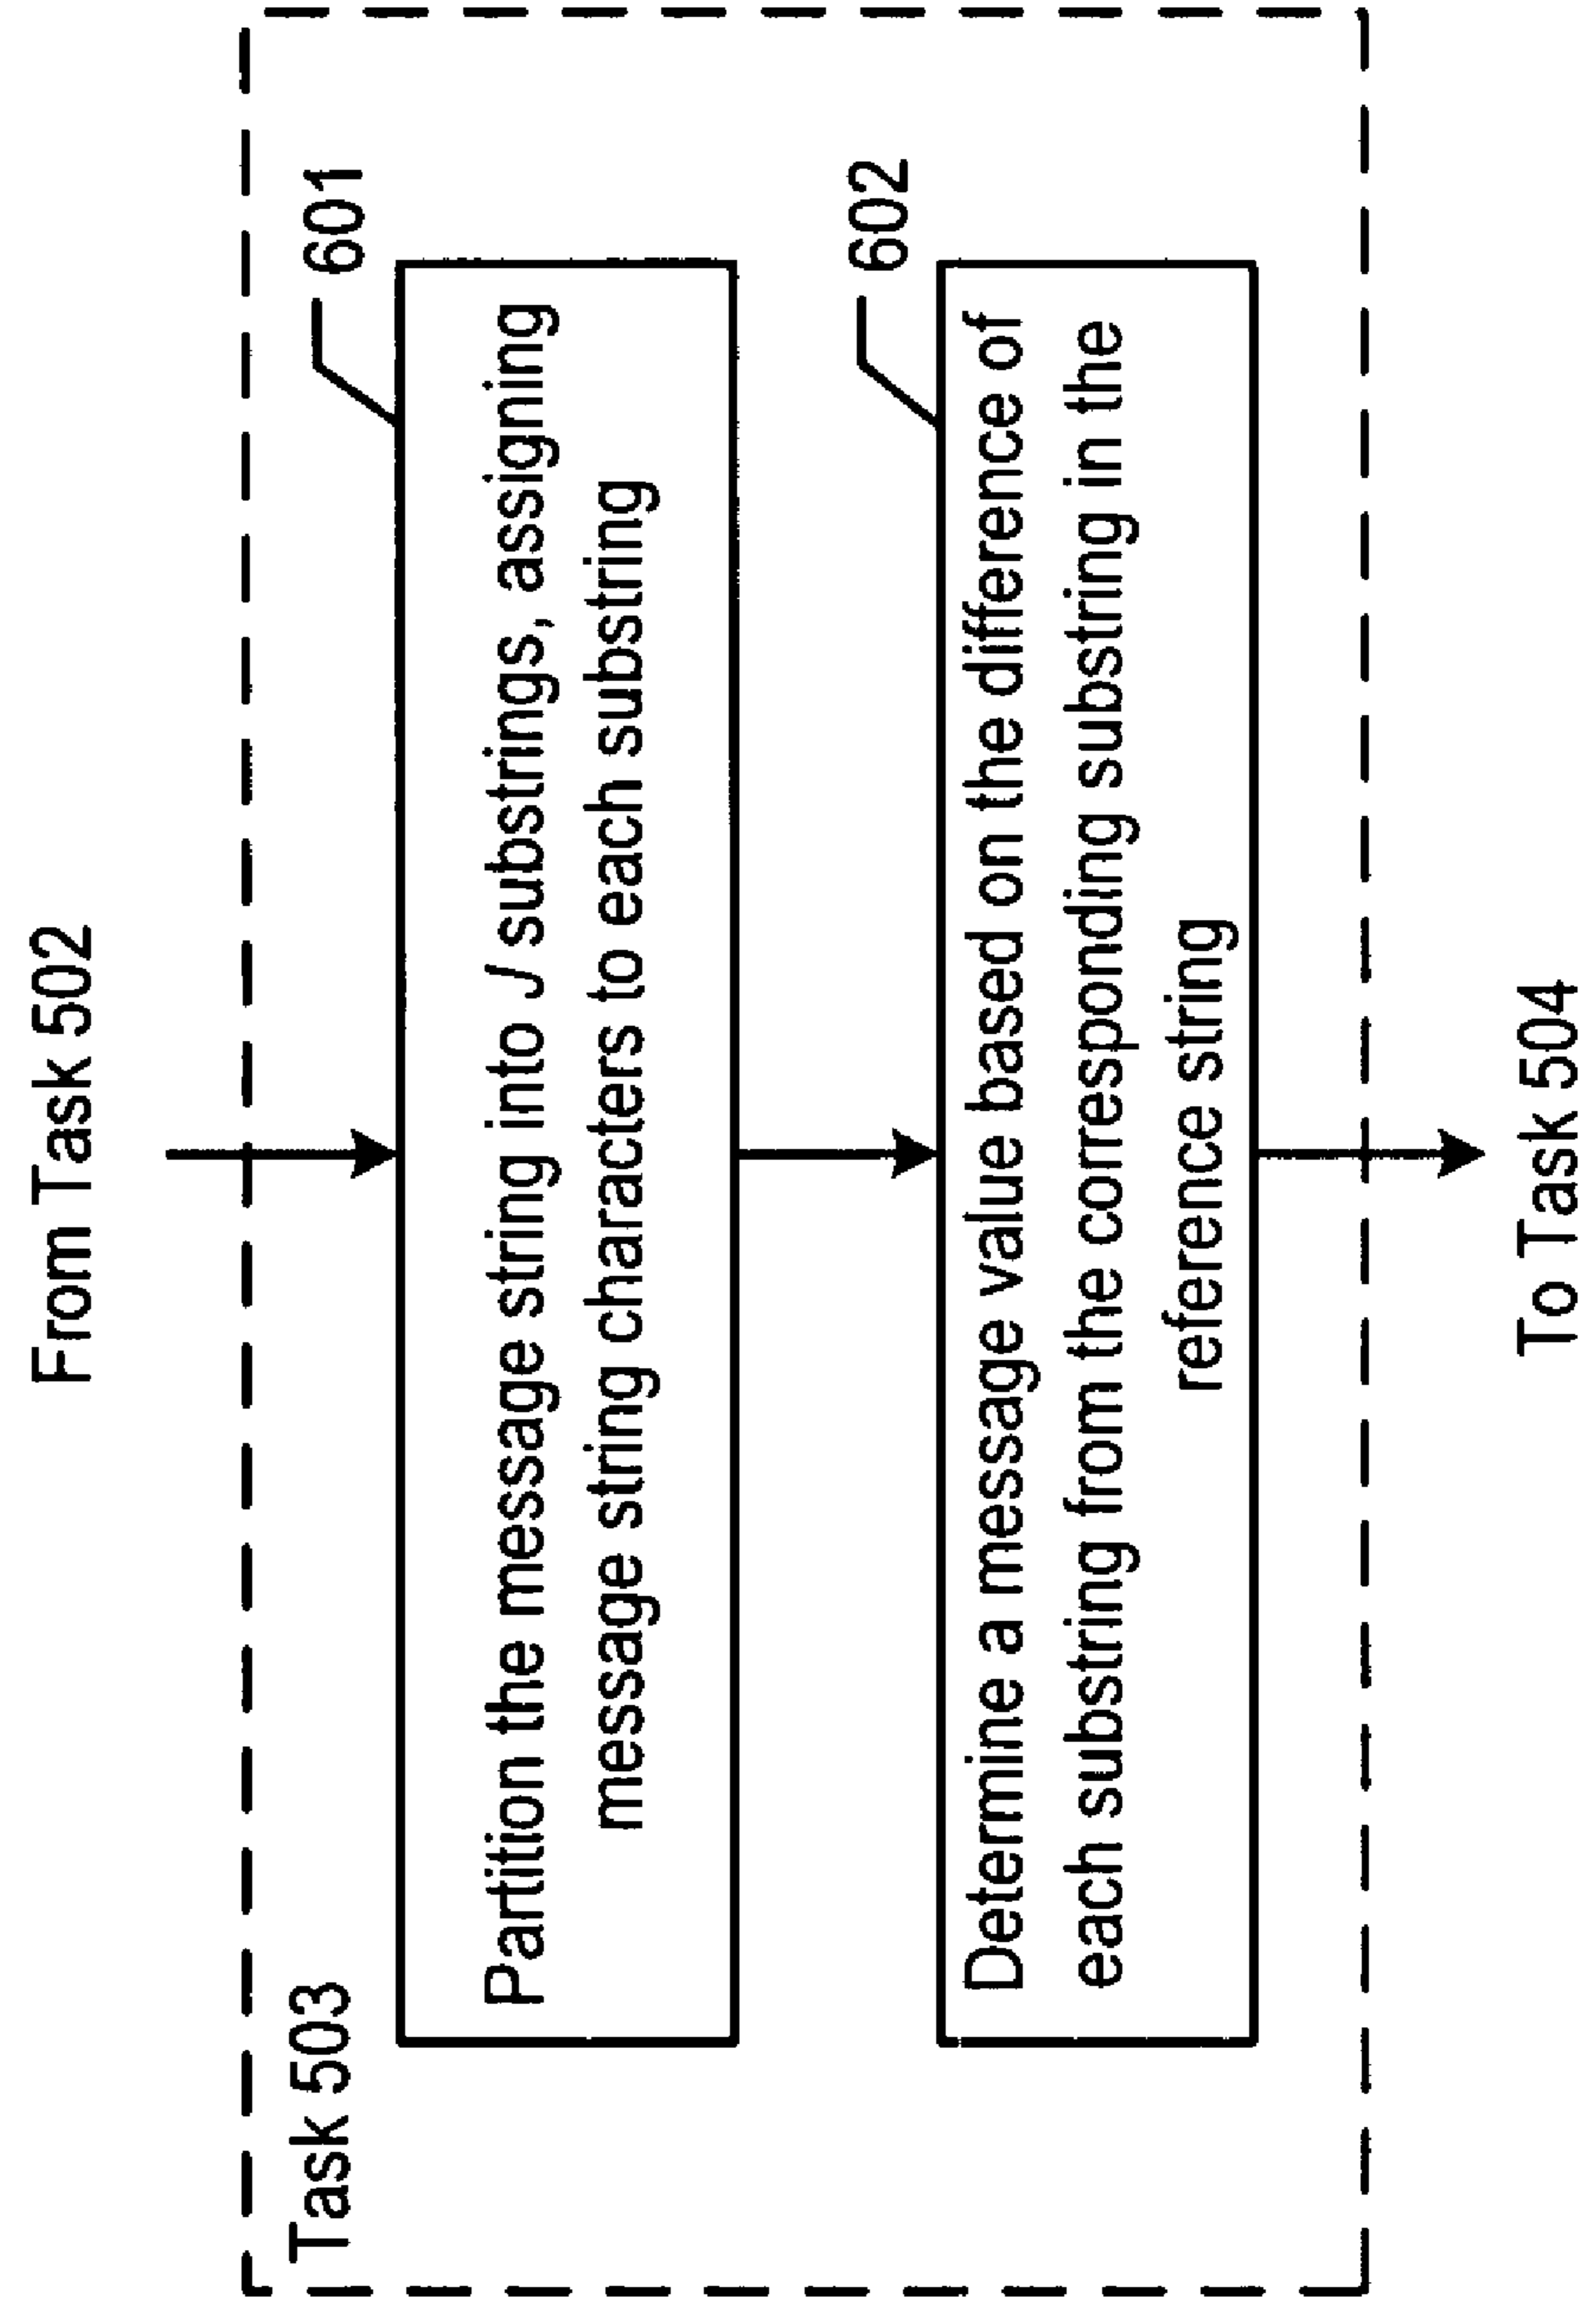 From Task 502
Task 503
601
Partition the message string into J substrings, assigning
message string characters to each substring
602
Determine a message value based on the difference of
each substring from the corresponding substring in the
reference string
To Task 504